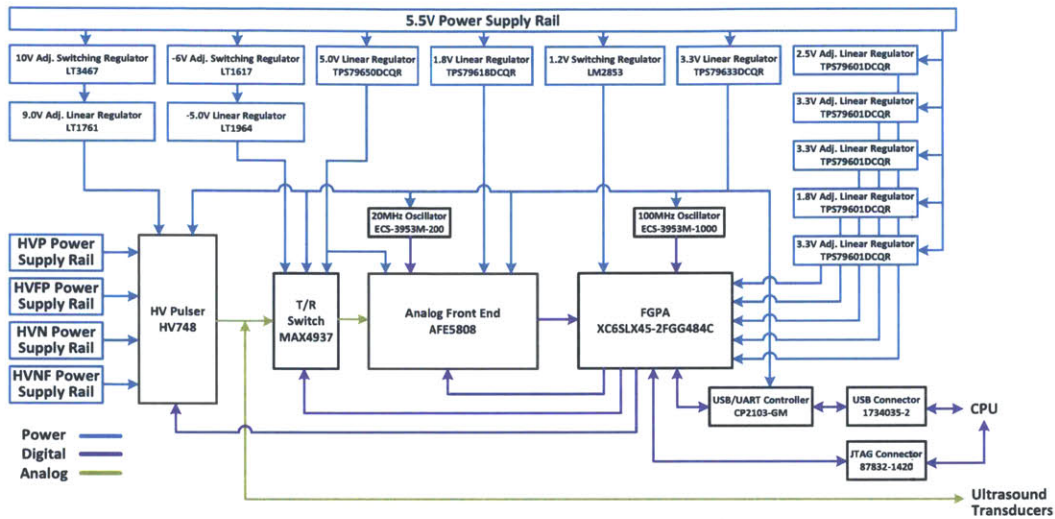 5.5V Power Supply Rail
10V Adj. Switching Regulator
LT3467
-6V Adj. Switching Regulator
LT1617
5.0V Linear Regulator
TPS79650DCQR
1.8V Linear Regulator
TPS79618DCQR
1.2V Switching Regulator
LM2853
3.3V Linear Regulator
TPS79633DCQR
2.5V Adj. Linear Regulator
TPS79601DCQR
9.0V Adj. Linear Regulator
LT1761
-5.0V Linear Regulator
LT1964
3.3V Adj. Linear Regulator
TPS79601DCQR
3.3V Adj. Linear Regulator
TPS79601DCQR
1.8V Adj. Linear Regulator
TPS79601DCQR
3.3V Adj. Linear Regulator
TPS79601DCQR
20MHz Oscillator
ECS-3953M-200
100MHz Oscillator
ECS-3953M-1000
HVP Power
Supply Rail
HVFP Power
Supply Rail
HVN Power
Supply Rail
HVNF Power
Supply Rail
HV Pulser
HV748
T/R
Switch
MAX4937
Analog Front End
AFE5808
FGPA
XC6SLX45-2FGG484C
USB/UART Controller
CP2103-GM
USB Connector
1734035-2
CPU
JTAG Connector
87832-1420
Power
Digital
Analog
Ultrasound
Transducers